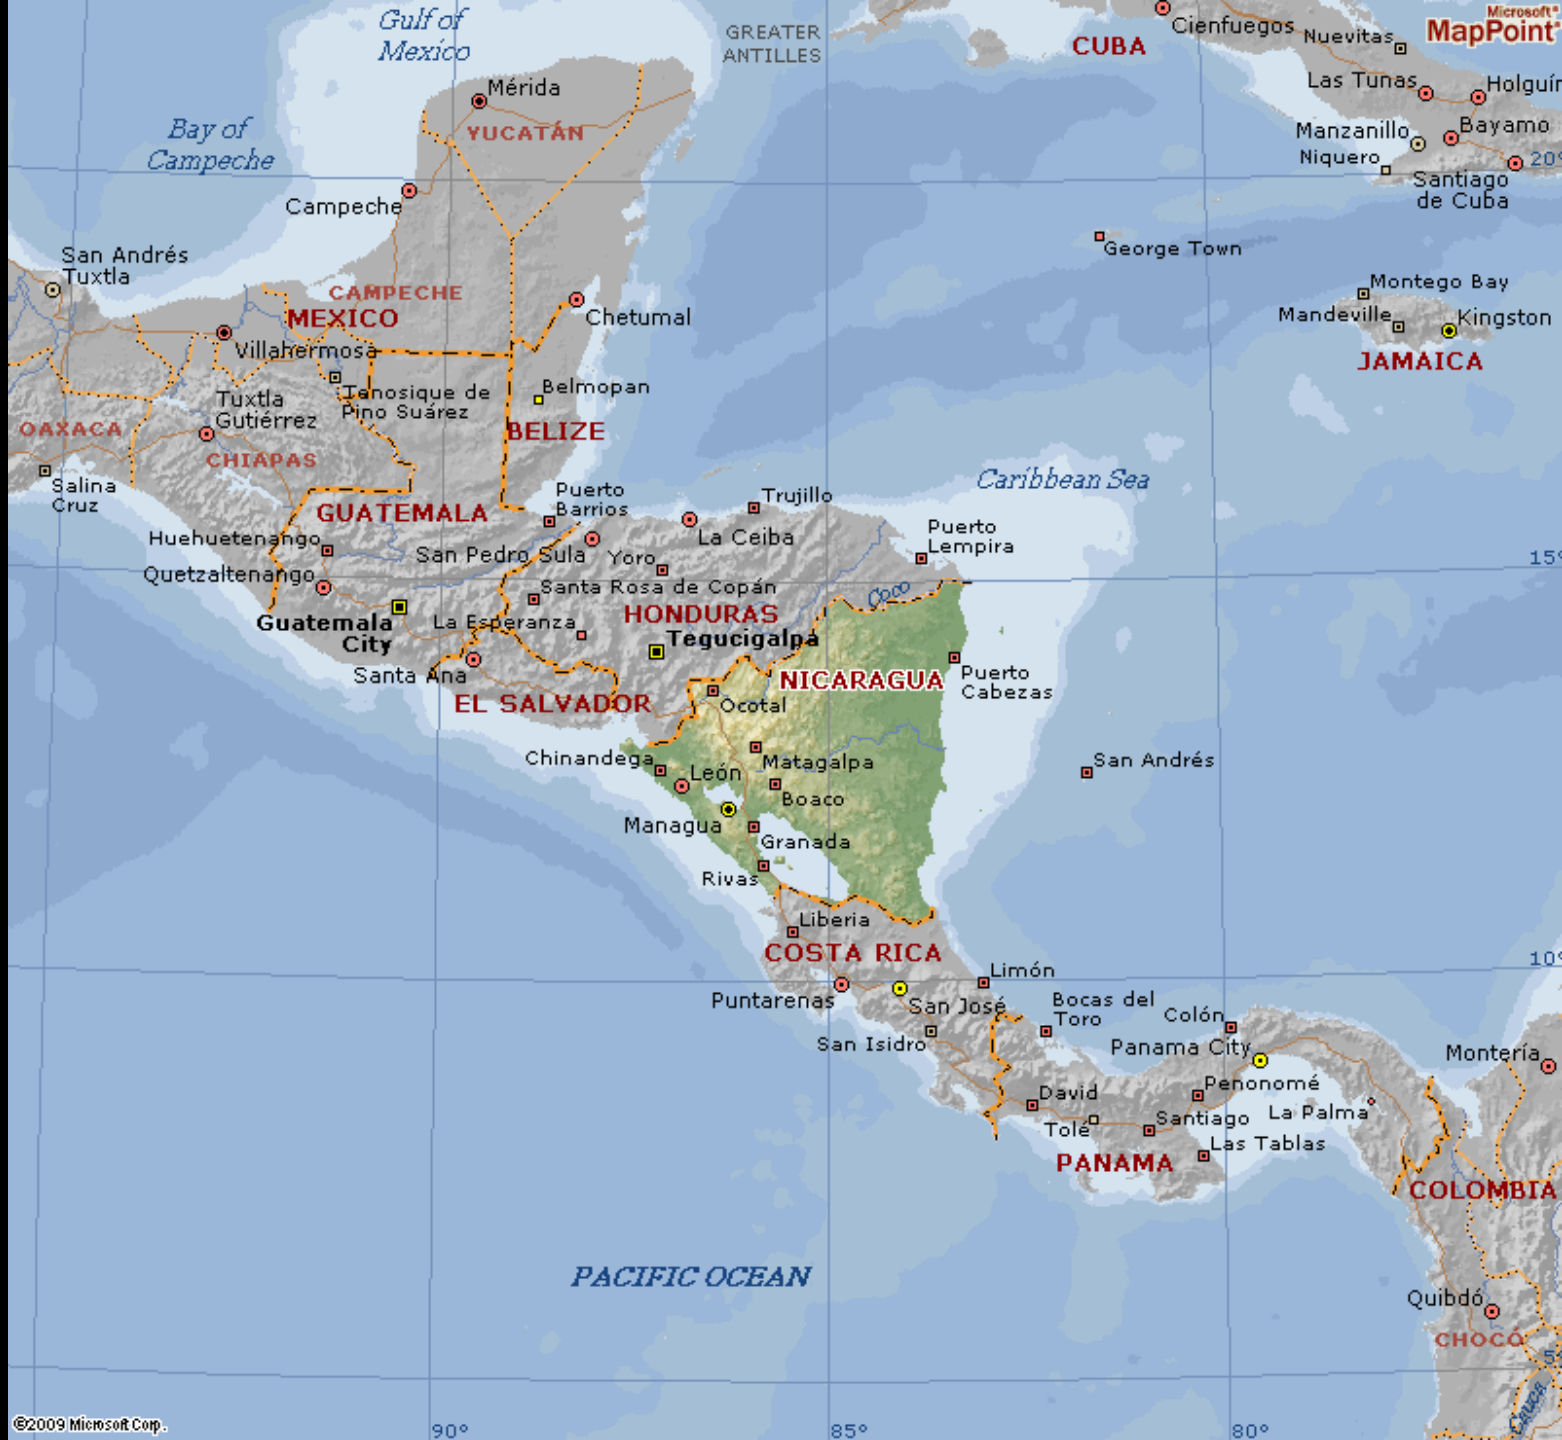 Gulf of
Mexico
GREATER
ANTILLES
CUBA
Cienfuegos
Nuevitas
Microsoft®
MapPoint®
Las Tunas
Holguín
Mérida
YUCATÁN
Bay of
Campeche
Manzanillo
Bayamo
Niquero
20°
Santiago
de Cuba
Campeche
George Town
San Andrés
Tuxtla
CAMPECHE
MEXICO
Chetumal
Montego Bay
Mandeville
Kingston
JAMAICA
Villahermosa
Tenosique de
Pino Suárez
Belmopan
Tuxtla
Gutiérrez
OAXACA
BELIZE
CHIAPAS
Salina
Cruz
Caribbean Sea
Puerto
Barrios
Trujillo
GUATEMALA
Huehuetenango
San Pedro Sula
La Ceiba
Yoro
Puerto
Lempira
15°
Quetzaltenango
Santa Rosa de Copán
Coco
HONDURAS
Guatemala
City
La Esperanza
Tegucigalpa
Santa Ana
NICARAGUA
Puerto
Cabezas
EL SALVADOR
Ocotal
Chinandega
León
Matagalpa
Boaco
San Andrés
Managua
Granada
Rivas
Liberia
COSTA RICA
10°
Limón
Puntarenas
San José
Bocas del
Toro
Colón
San Isidro
Panama City
Montería
David
Penonomé
Tolé
Santiago
La Palma
Las Tablas
PANAMA
COLOMBIA
PACIFIC OCEAN
Quibdó
CHOCÓ
5°
Cauca
©2009 Microsoft Corp.
90°
85°
80°